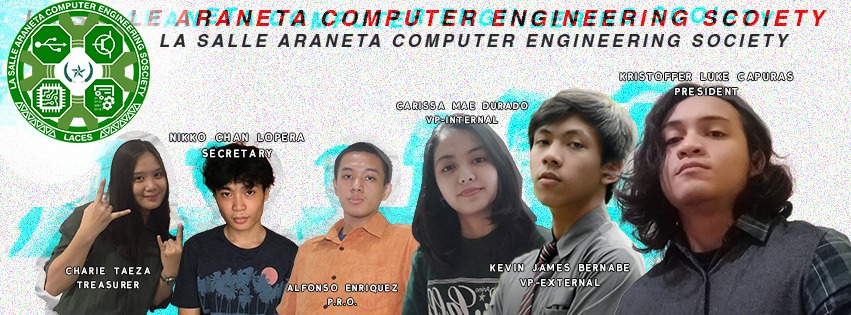 LA SALLE ARANETA COMPUTER ENGINEERING SCOIETY
LA SALLE ARANETA COMPUTER ENGINEERING SOCIETY
LA SALLE ARANETA COMPUTER ENGINEERING SOSCIETY
LACES
KRISTOFFER LUKE CAPURAS
PRESIDENT
CARISSA MAE DURADO
VP-INTERNAL
NIKKO CHAN LOPERA
SECRETARY
CHARIE TAEZA
TREASURER
ALFONSO ENRIQUEZ
P.R.O.
KEVIN JAMES BERNABE
VP-EXTERNAL